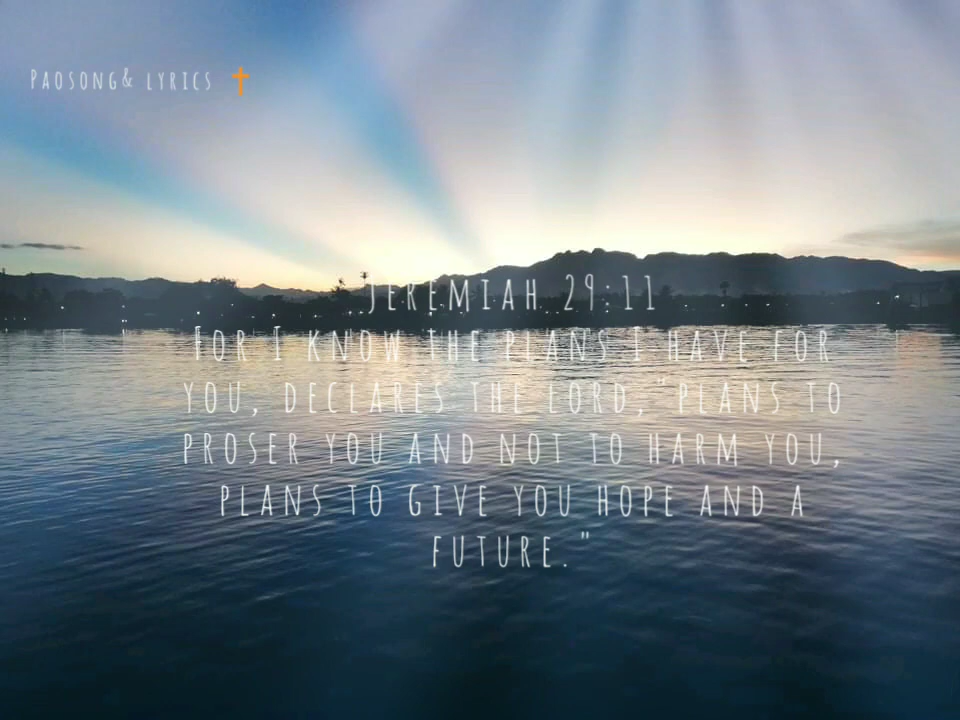 PAOSONG& LYRICS ✝
JEREMIAH 29:11
FOR I KNOW THE PLANS I HAVE FOR
YOU, DECLARES THE LORD,"PLANS TO
PROSER YOU AND NOT TO HARM YOU,
PLANS TO GIVE YOU HOPE AND A
FUTURE."